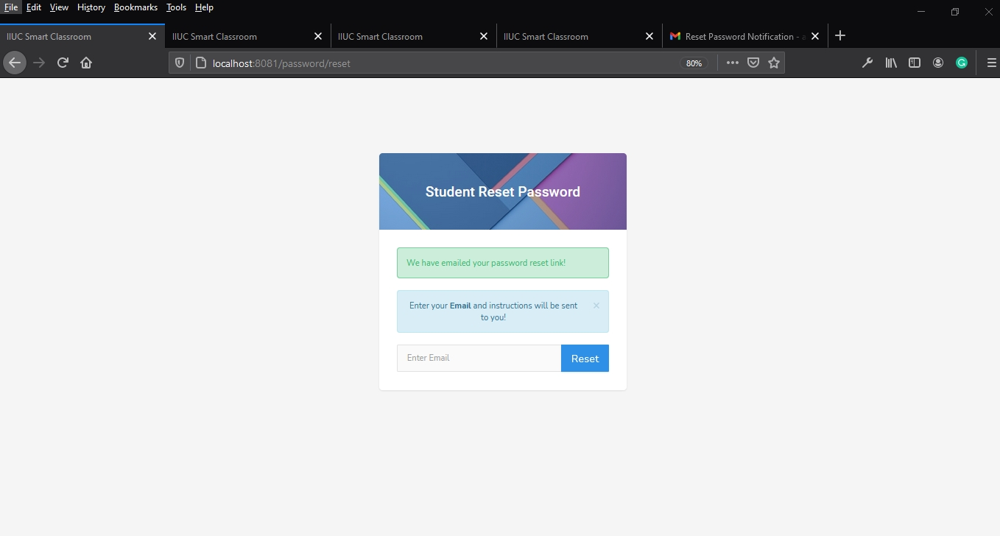 File Edit View History Bookmarks Tools Help
IIUC Smart Classroom IIUC Smart Classroom IIUC Smart Classroom IIUC Smart Classroom Reset Password Notification -
localhost:8081/password/reset 80%
Student Reset Password
We have emailed your password reset link!
Enter your Email and instructions will be sent
to you!
Enter Email Reset